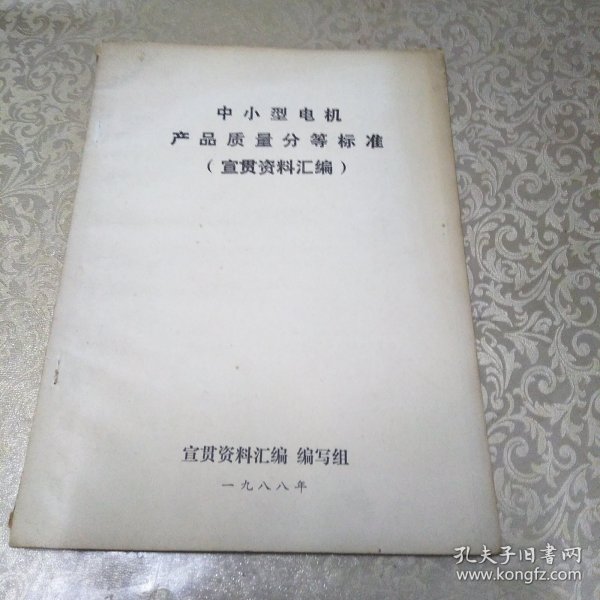 中小型电机
产品质量分等标准
（宣贯资料汇编）
宣贯资料汇编 编写组
一九八八年
孔夫子旧书网
www.kongfz.com